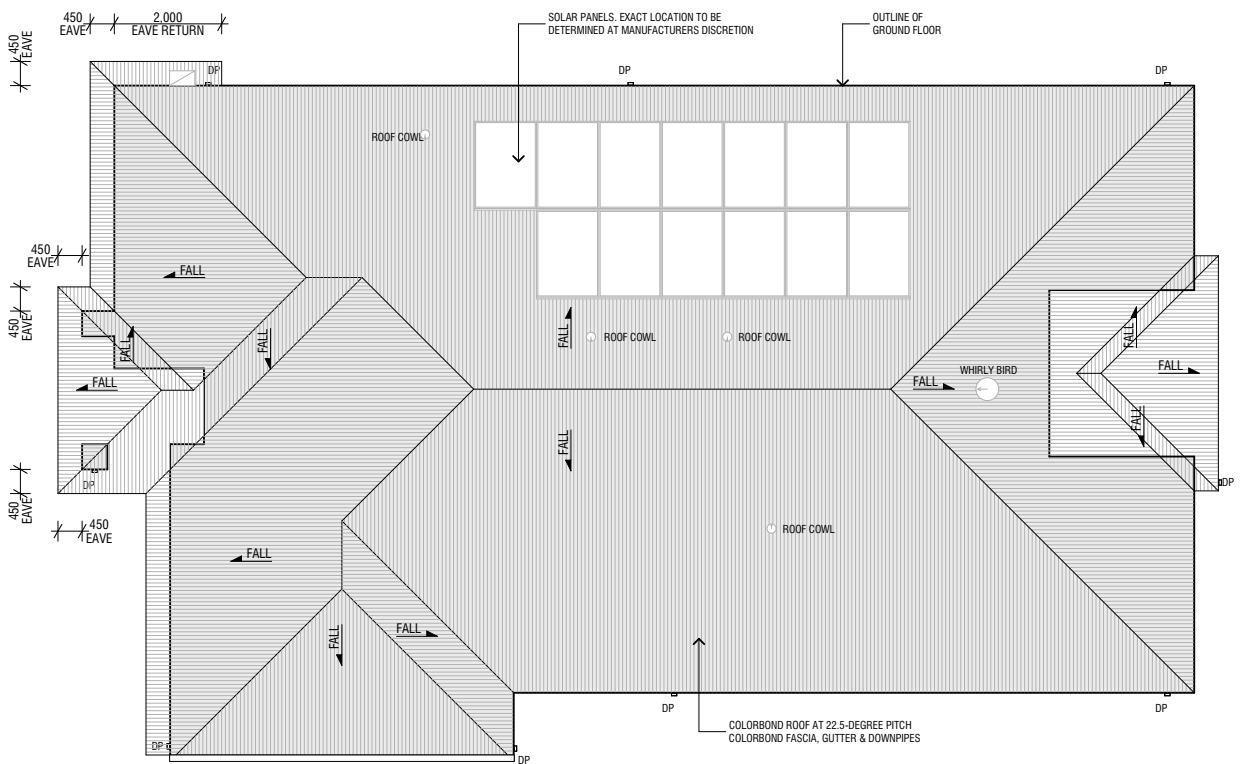 450
EAVE
2,000
EAVE RETURN
SOLAR PANELS. EXACT LOCATION TO BE
DETERMINED AT MANUFACTURERS DISCRETION
OUTLINE OF
GROUND FLOOR
450
EAVE
DP
DP
DP
ROOF COWL
450
EAVE
FALL
450
EAVE
FALL
FALL
FALL
FALL
ROOF COWL
ROOF COWL
FALL
FALL
WHIRLY BIRD
FALL
FALL
FALL
FALL
450
EAVE
DP
DP
450
EAVE
ROOF COWL
FALL
FALL
FALL
DP
DP
DP
COLORBOND ROOF AT 22.5-DEGREE PITCH
COLORBOND FASCIA, GUTTER & DOWNPIPES
DP
DP